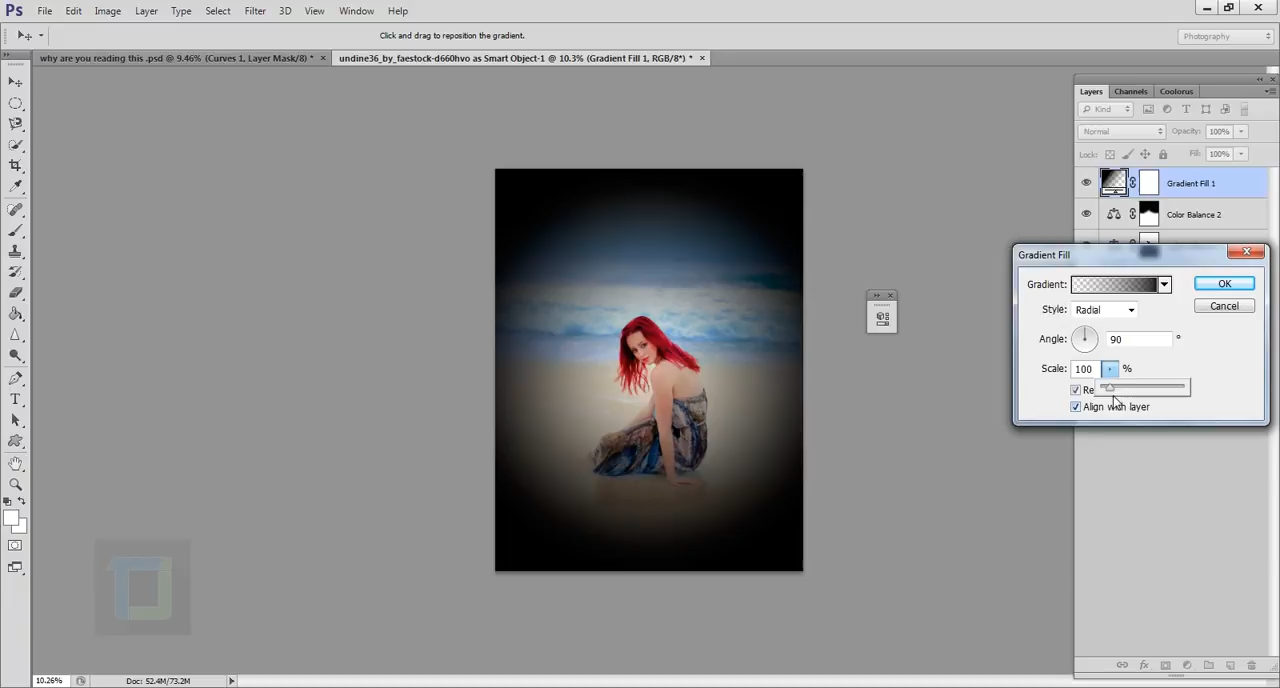 Ps File Edit Image Layer Type Select Filter 3D View Window Help
Click and drag to reposition the gradient.
Photography
why are you reading this .psd @ 9.46% (Curves 1, Layer Mask/8) * ×
undine36_by_faestock-d660hvo as Smart Object-1 @ 10.3% (Gradient Fill 1, RGB/8*) * ×
Layers Channels Coolorus
Kind
Normal Opacity: 100%
Lock: Fill: 100%
Gradient Fill 1
Color Balance 2
Gradient Fill
Gradient: OK
Style: Radial Cancel
Angle: 90 °
Scale: 100 %
Re
Align with layer
10.26% Doc: 52.4M/73.2M